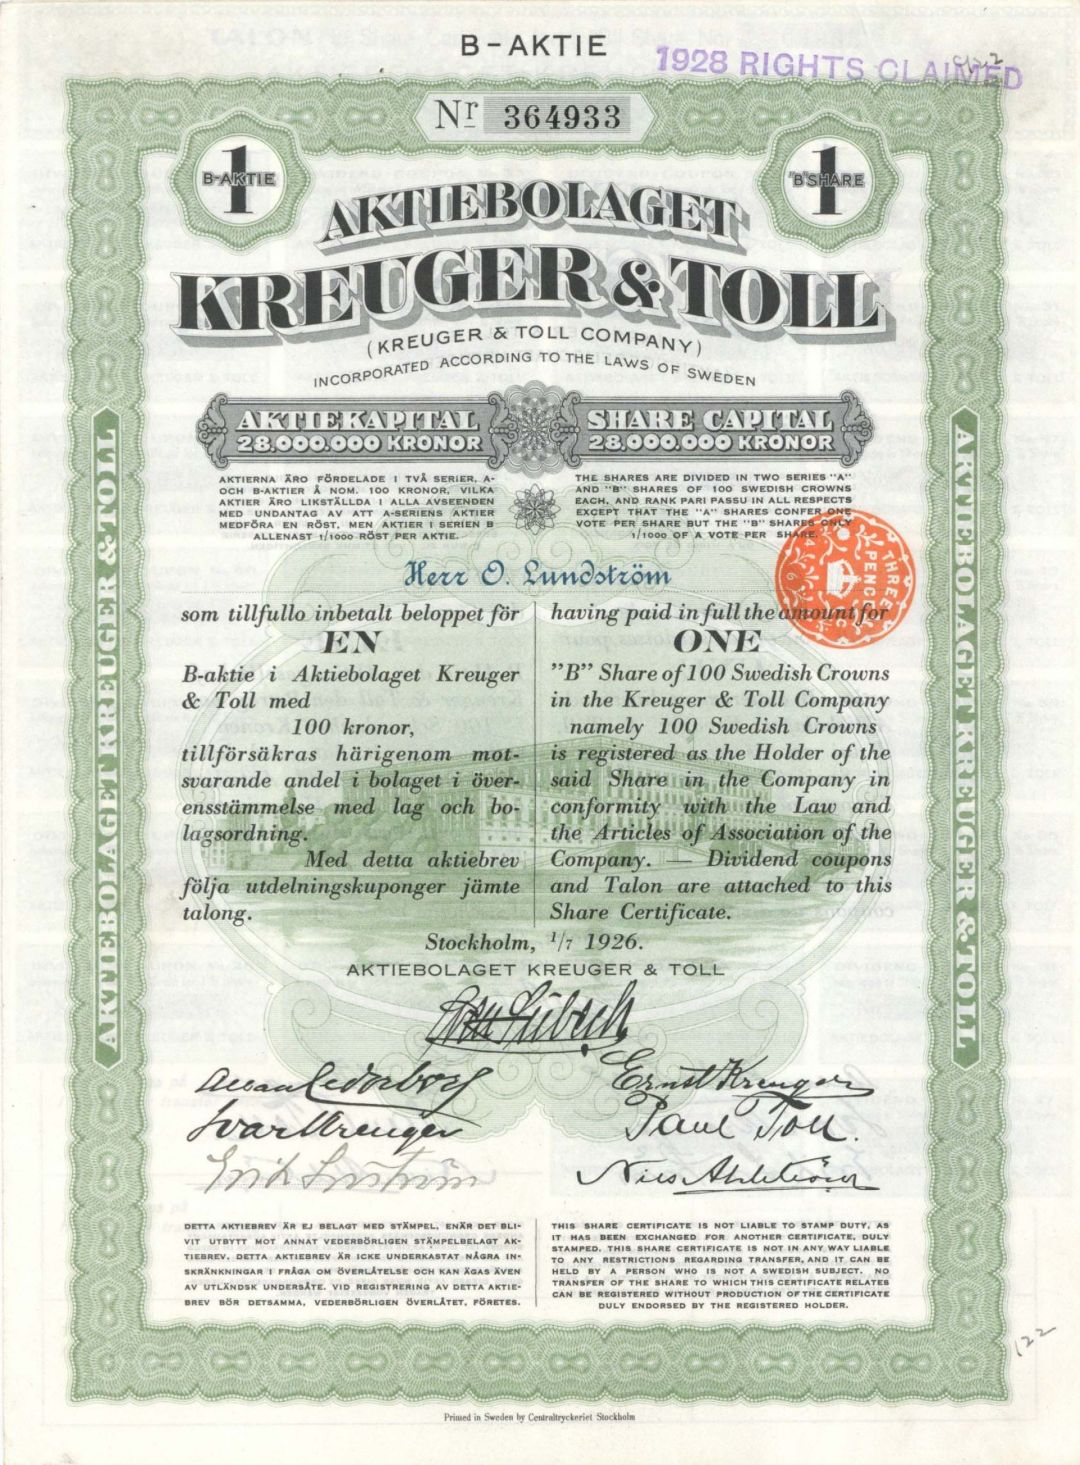 B-AKTIE
1928 RIGHTS CLAIMED
Nr 364933
1
B-AKTIE
1
"B" SHARE
AKTIEBOLAGET
KREUGER & TOLL
(KREUGER & TOLL COMPANY)
INCORPORATED ACCORDING TO THE LAWS OF SWEDEN
AKTIEKAPITAL
28.000.000 KRONOR
SHARE CAPITAL
28.000.000 KRONOR
AKTIERNA ÄRO FÖRDELADE I TVÅ SERIER, A-
OCH B-AKTIER Å NOM. 100 KRONOR, VILKA
AKTIER ÄRO LIKSTÄLLDA I ALLA AVSEENDEN
MED UNDANTAG AV ATT A-SERIENS AKTIER
MEDFÖRA EN RÖST, MEN AKTIER I SERIEN B
ALLENAST 1/1000 RÖST PER AKTIE.
THE SHARES ARE DIVIDED IN TWO SERIES "A"
AND "B" SHARES OF 100 SWEDISH CROWNS
EACH, AND RANK PARI PASSU IN ALL RESPECTS
EXCEPT THAT THE "A" SHARES CONFER ONE
VOTE PER SHARE BUT THE "B" SHARES ONLY
1/1000 OF A VOTE PER SHARE.
THREE
PENCE
Herr O. Lundström
som tillfullo inbetalt beloppet för
EN
B-aktie i Aktiebolaget Kreuger
& Toll med
100 kronor,
tillförsäkras härigenom mot-
svarande andel i bolaget i över-
ensstämmelse med lag och bo-
lagsordning.
Med detta aktiebrev
följa utdelningskuponger jämte
talong.
having paid in full the amount for
ONE
"B" Share of 100 Swedish Crowns
in the Kreuger & Toll Company
namely 100 Swedish Crowns
is registered as the Holder of the
said Share in the Company in
conformity with the Law and
the Articles of Association of the
Company. — Dividend coupons
and Talon are attached to this
Share Certificate.
Stockholm, 1/7 1926.
AKTIEBOLAGET KREUGER & TOLL
Ernst Kreuger
Ivar Kreuger
Paul Toll.
Nils Ahlström
DETTA AKTIEBREV ÄR EJ BELAGT MED STÄMPEL, ENÄR DET BLI-
VIT UTBYTT MOT ANNAT VEDERBÖRLIGEN STÄMPELBELAGT AK-
TIEBREV. DETTA AKTIEBREV ÄR ICKE UNDERKASTAT NÅGRA IN-
SKRÄNKNINGAR I FRÅGA OM ÖVERLÅTELSE OCH KAN ÄGAS ÄVEN
AV UTLÄNDSK UNDERSÅTE. VID REGISTRERING AV DETTA AKTIE-
BREV BÖR DETSAMMA, VEDERBÖRLIGEN ÖVERLÅTET, FÖRETES.
THIS SHARE CERTIFICATE IS NOT LIABLE TO STAMP DUTY, AS
IT HAS BEEN EXCHANGED FOR ANOTHER CERTIFICATE, DULY
STAMPED. THIS SHARE CERTIFICATE IS NOT IN ANY WAY LIABLE
TO ANY RESTRICTIONS REGARDING TRANSFER, AND IT CAN BE
HELD BY A PERSON WHO IS NOT A SWEDISH SUBJECT. NO
TRANSFER OF THE SHARE TO WHICH THIS CERTIFICATE RELATES
CAN BE REGISTERED WITHOUT PRODUCTION OF THE CERTIFICATE
DULY ENDORSED BY THE REGISTERED HOLDER.
AKTIEBOLAGET KREUGER & TOLL
AKTIEBOLAGET KREUGER & TOLL
122
Printed in Sweden by Centraltryckeriet Stockholm